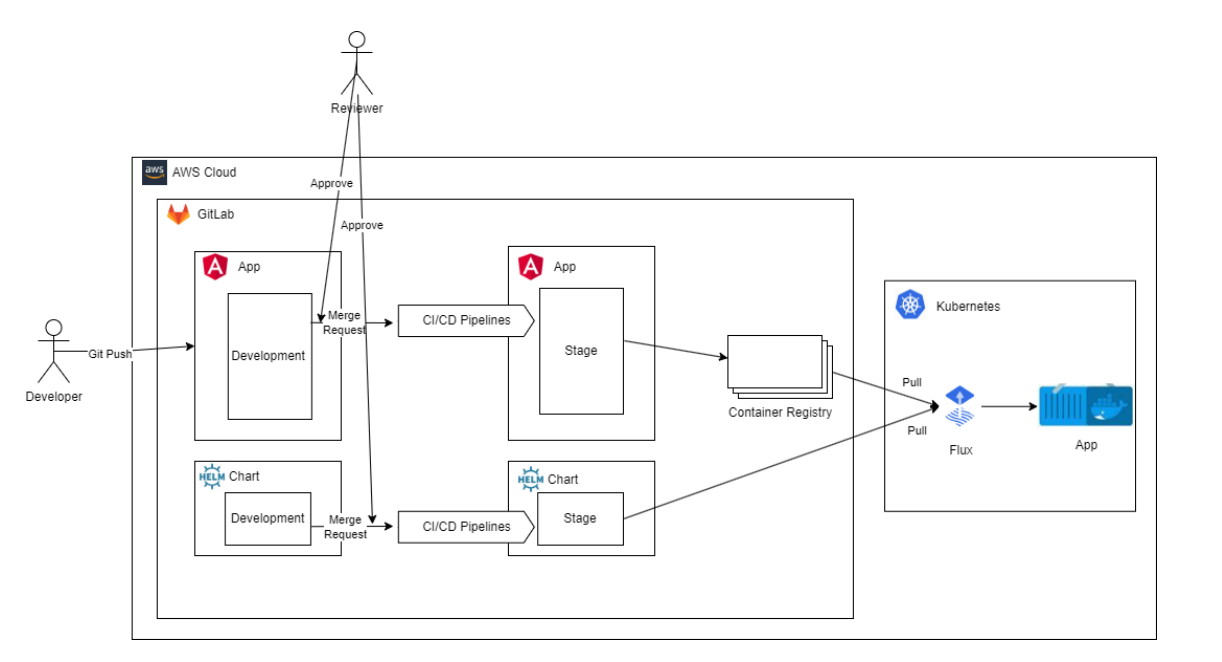 Reviewer
aws
AWS Cloud
Approve
GitLab
Approve
App
App
Merge
Request
CI/CD Pipelines
Kubernetes
Git Push
Development
Stage
Developer
Pull
Container Registry
Pull
Flux
App
HELM
Chart
HELM
Chart
Development
Merge
Request
CI/CD Pipelines
Stage